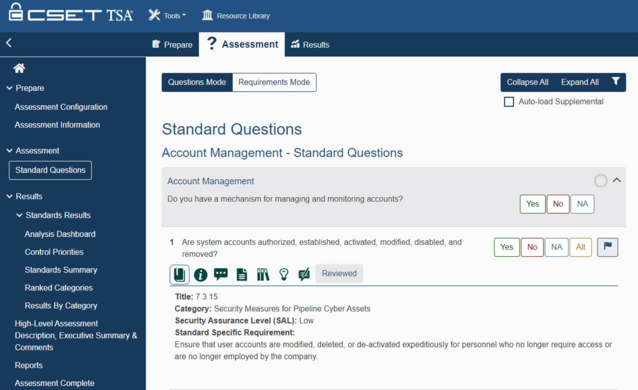 CSET TSA Tools Resource Library
Prepare ? Assessment Results
Prepare
Assessment Configuration
Assessment Information
Assessment
Standard Questions
Results
Standards Results
Analysis Dashboard
Control Priorities
Standards Summary
Ranked Categories
Results By Category
High-Level Assessment
Description, Executive Summary &
Comments
Reports
Assessment Complete
Questions Mode Requirements Mode
Collapse All Expand All
Auto-load Supplemental
Standard Questions
Account Management - Standard Questions
Account Management
Do you have a mechanism for managing and monitoring accounts?
Yes No NA
1 Are system accounts authorized, established, activated, modified, disabled, and
removed?
Yes No NA Alt
Reviewed
Title: 7.3.15
Category: Security Measures for Pipeline Cyber Assets
Security Assurance Level (SAL): Low
Standard Specific Requirement:
Ensure that user accounts are modified, deleted, or de-activated expeditiously for personnel who no longer require access or
are no longer employed by the company.